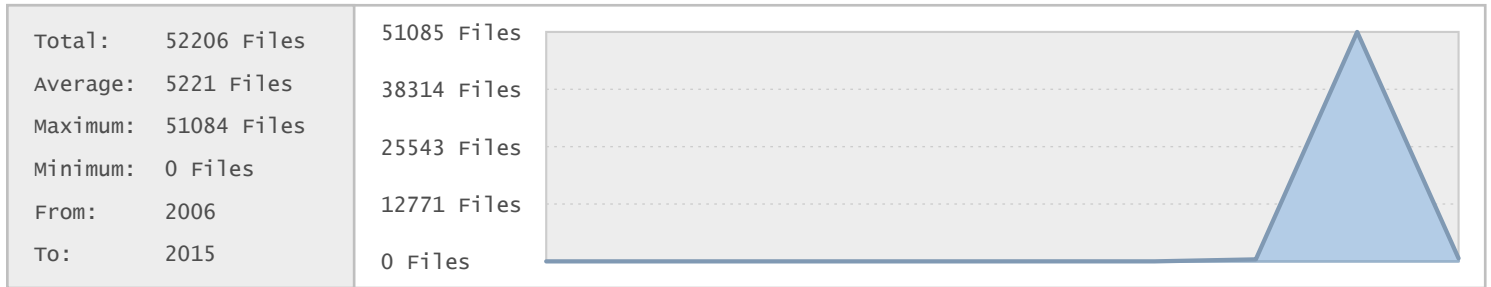 Total: 52206 Files
Average: 5221 Files
Maximum: 51084 Files
Minimum: 0 Files
From: 2006
To: 2015
51085 Files
38314 Files
25543 Files
12771 Files
0 Files